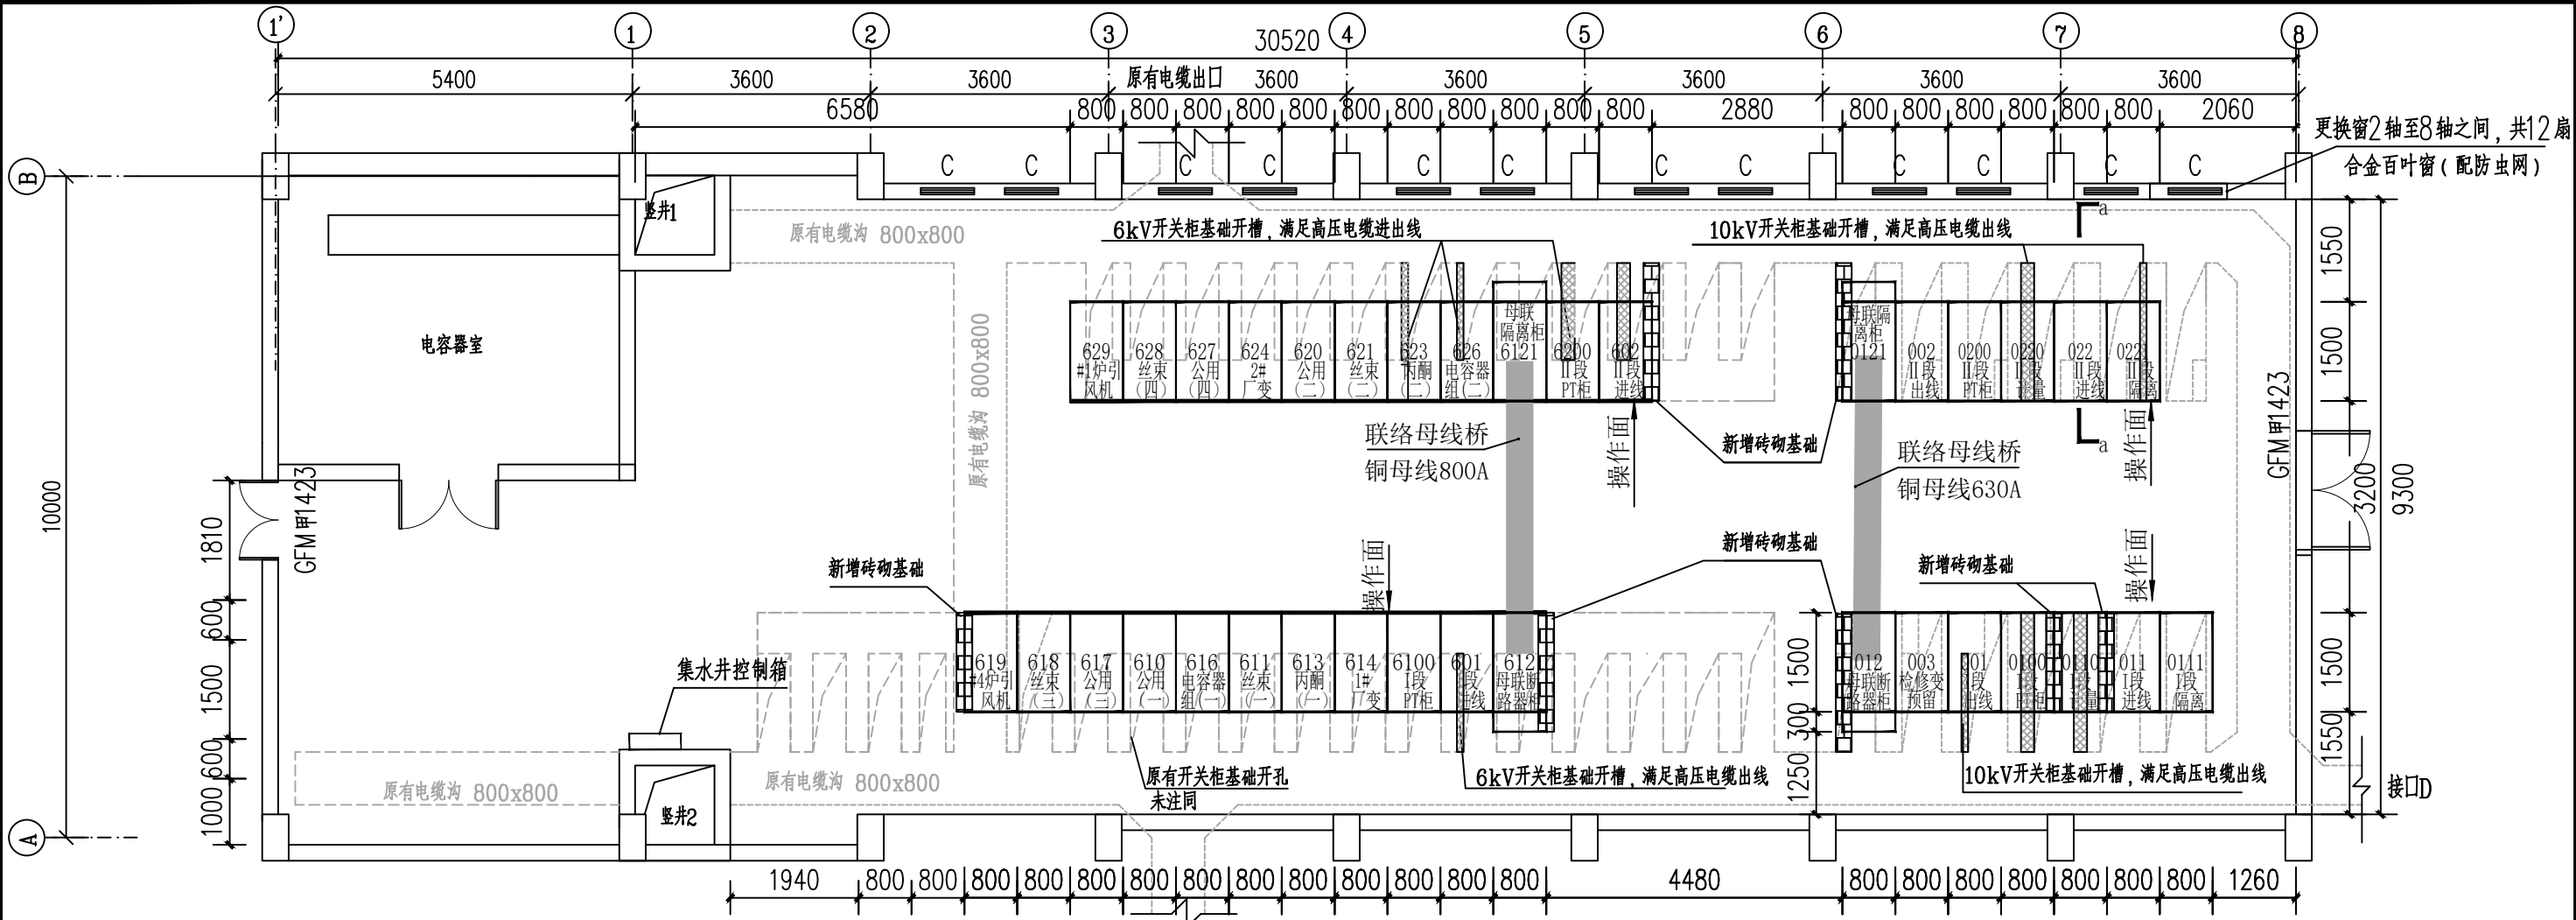 1' 1 2 3 4 5 6 7 8
30520
5400 3600 3600 3600 3600 3600 3600 3600
原有电缆出口
6580 800 800 800 800 800 800 800 800 800 800 800 2880 800 800 800 800 800 800 2060
更换窗2轴至8轴之间，共12扇
合金百叶窗(配防虫网)
B
C C C C C C C C C C C C
竖井1
原有电缆沟 800x800
6kV开关柜基础开槽，满足高压电缆进出线
10kV开关柜基础开槽，满足高压电缆出线
a
1550
电容器室
原有电缆沟 800x800
629 #1炉引 风机
628 丝束 (四)
627 公用 (四)
624 2# 厂变
620 公用 (二)
621 丝束 (二)
623 丙酮 (二)
626 电容器 组(二)
母联 隔离柜 6121
6200 II段 PT柜
602 II段 进线
母联隔 离柜 0121
002 II段 出线
0200 II段 PT柜
0220 II段 计量
022 II段 进线
0221 II段 隔离
1500
GFM甲1423
联络母线桥
铜母线800A
操作面
新增砖砌基础
联络母线桥
铜母线630A
操作面
a
3200
9300
10000
GFM甲1423
1810
600
1500
600
1000
新增砖砌基础
操作面
新增砖砌基础
新增砖砌基础
操作面
集水井控制箱
619 #4炉引 风机
618 丝束 (三)
617 公用 (三)
610 公用 (一)
616 电容器 组(一)
611 丝束 (一)
613 丙酮 (一)
614 1# 厂变
6100 I段 PT柜
601 I段 进线
612 母联断 路器柜
1500
300
1250
012 母联断 路器柜
003 检修变 预留
001 I段 出线
0100 I段 PT柜
0110 I段 计量
011 I段 进线
0111 I段 隔离
1500
1550
原有电缆沟 800x800
原有电缆沟 800x800
原有开关柜基础开孔
未注同
6kV开关柜基础开槽，满足高压电缆出线
10kV开关柜基础开槽，满足高压电缆出线
接口D
竖井2
A
1940 800 800 800 800 800 800 800 800 800 800 800 800 800 4480 800 800 800 800 800 800 800 1260